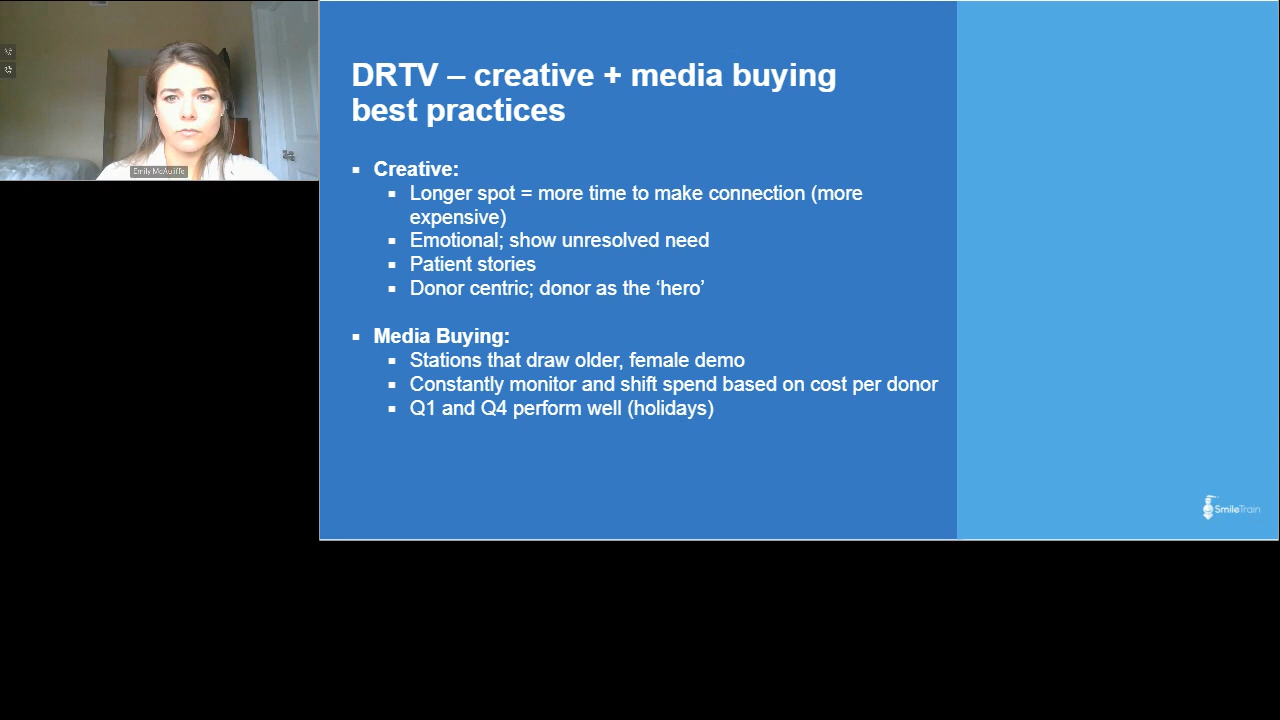 Emily McAuliffe
DRTV – creative + media buying
best practices
▪ Creative:
▪ Longer spot = more time to make connection (more
expensive)
▪ Emotional; show unresolved need
▪ Patient stories
▪ Donor centric; donor as the ‘hero’
▪ Media Buying:
▪ Stations that draw older, female demo
▪ Constantly monitor and shift spend based on cost per donor
▪ Q1 and Q4 perform well (holidays)
SmileTrain